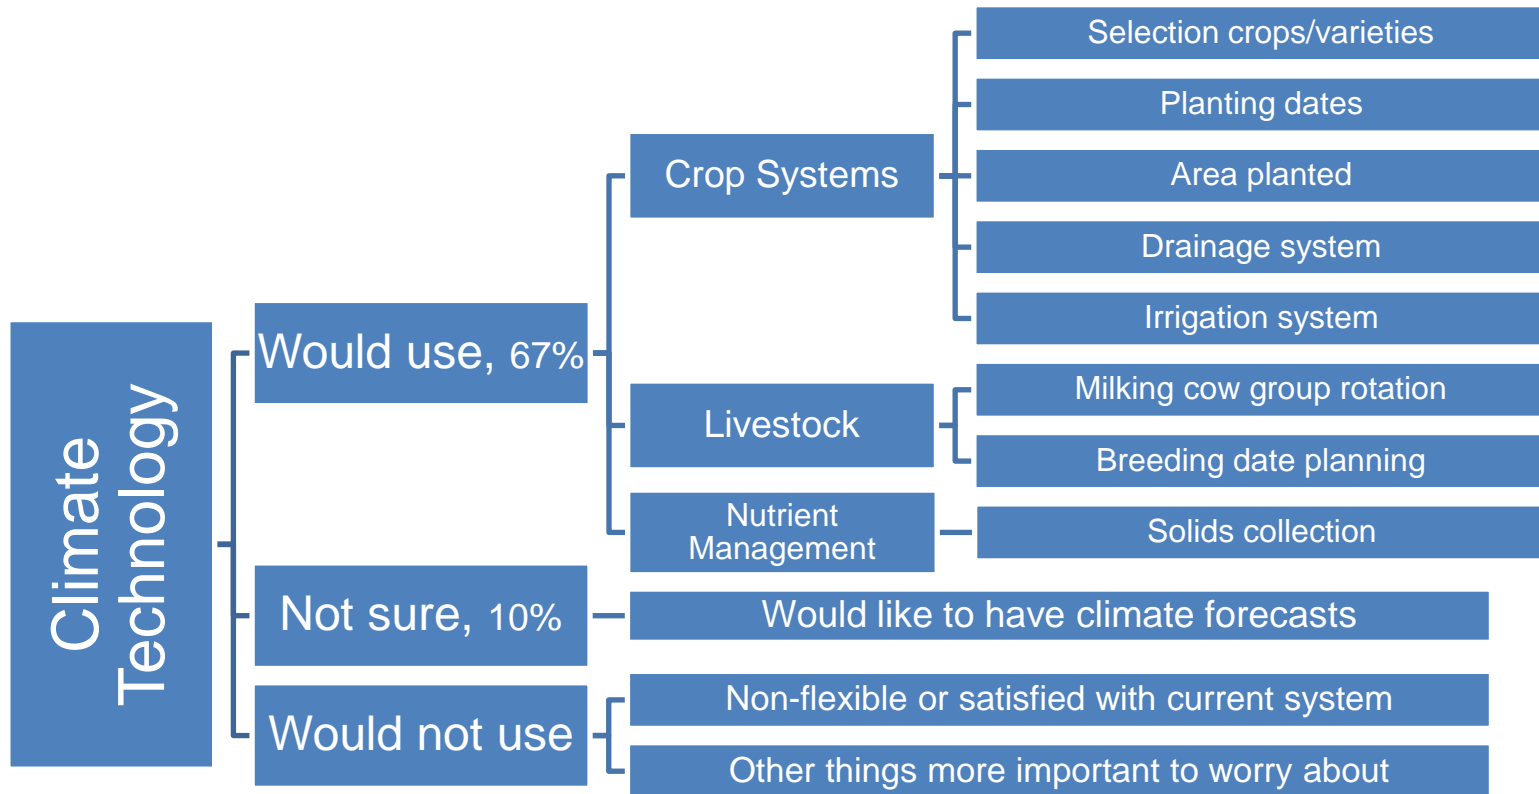 Climate
Technology
Would use, 67%
Crop Systems
Selection crops/varieties
Planting dates
Area planted
Drainage system
Irrigation system
Livestock
Milking cow group rotation
Breeding date planning
Nutrient
Management
Solids collection
Not sure, 10%
Would like to have climate forecasts
Would not use
Non-flexible or satisfied with current system
Other things more important to worry about